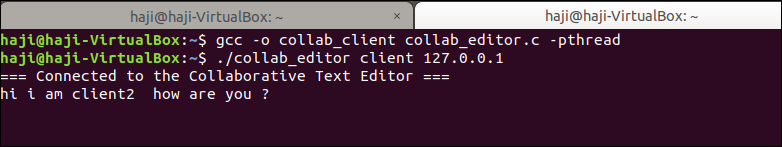 haji@haji-VirtualBox: ~ × haji@haji-VirtualBox: ~
haji@haji-VirtualBox:~$ gcc -o collab_client collab_editor.c -pthread
haji@haji-VirtualBox:~$ ./collab_editor client 127.0.0.1
=== Connected to the Collaborative Text Editor ===
hi i am client2  how are you ?